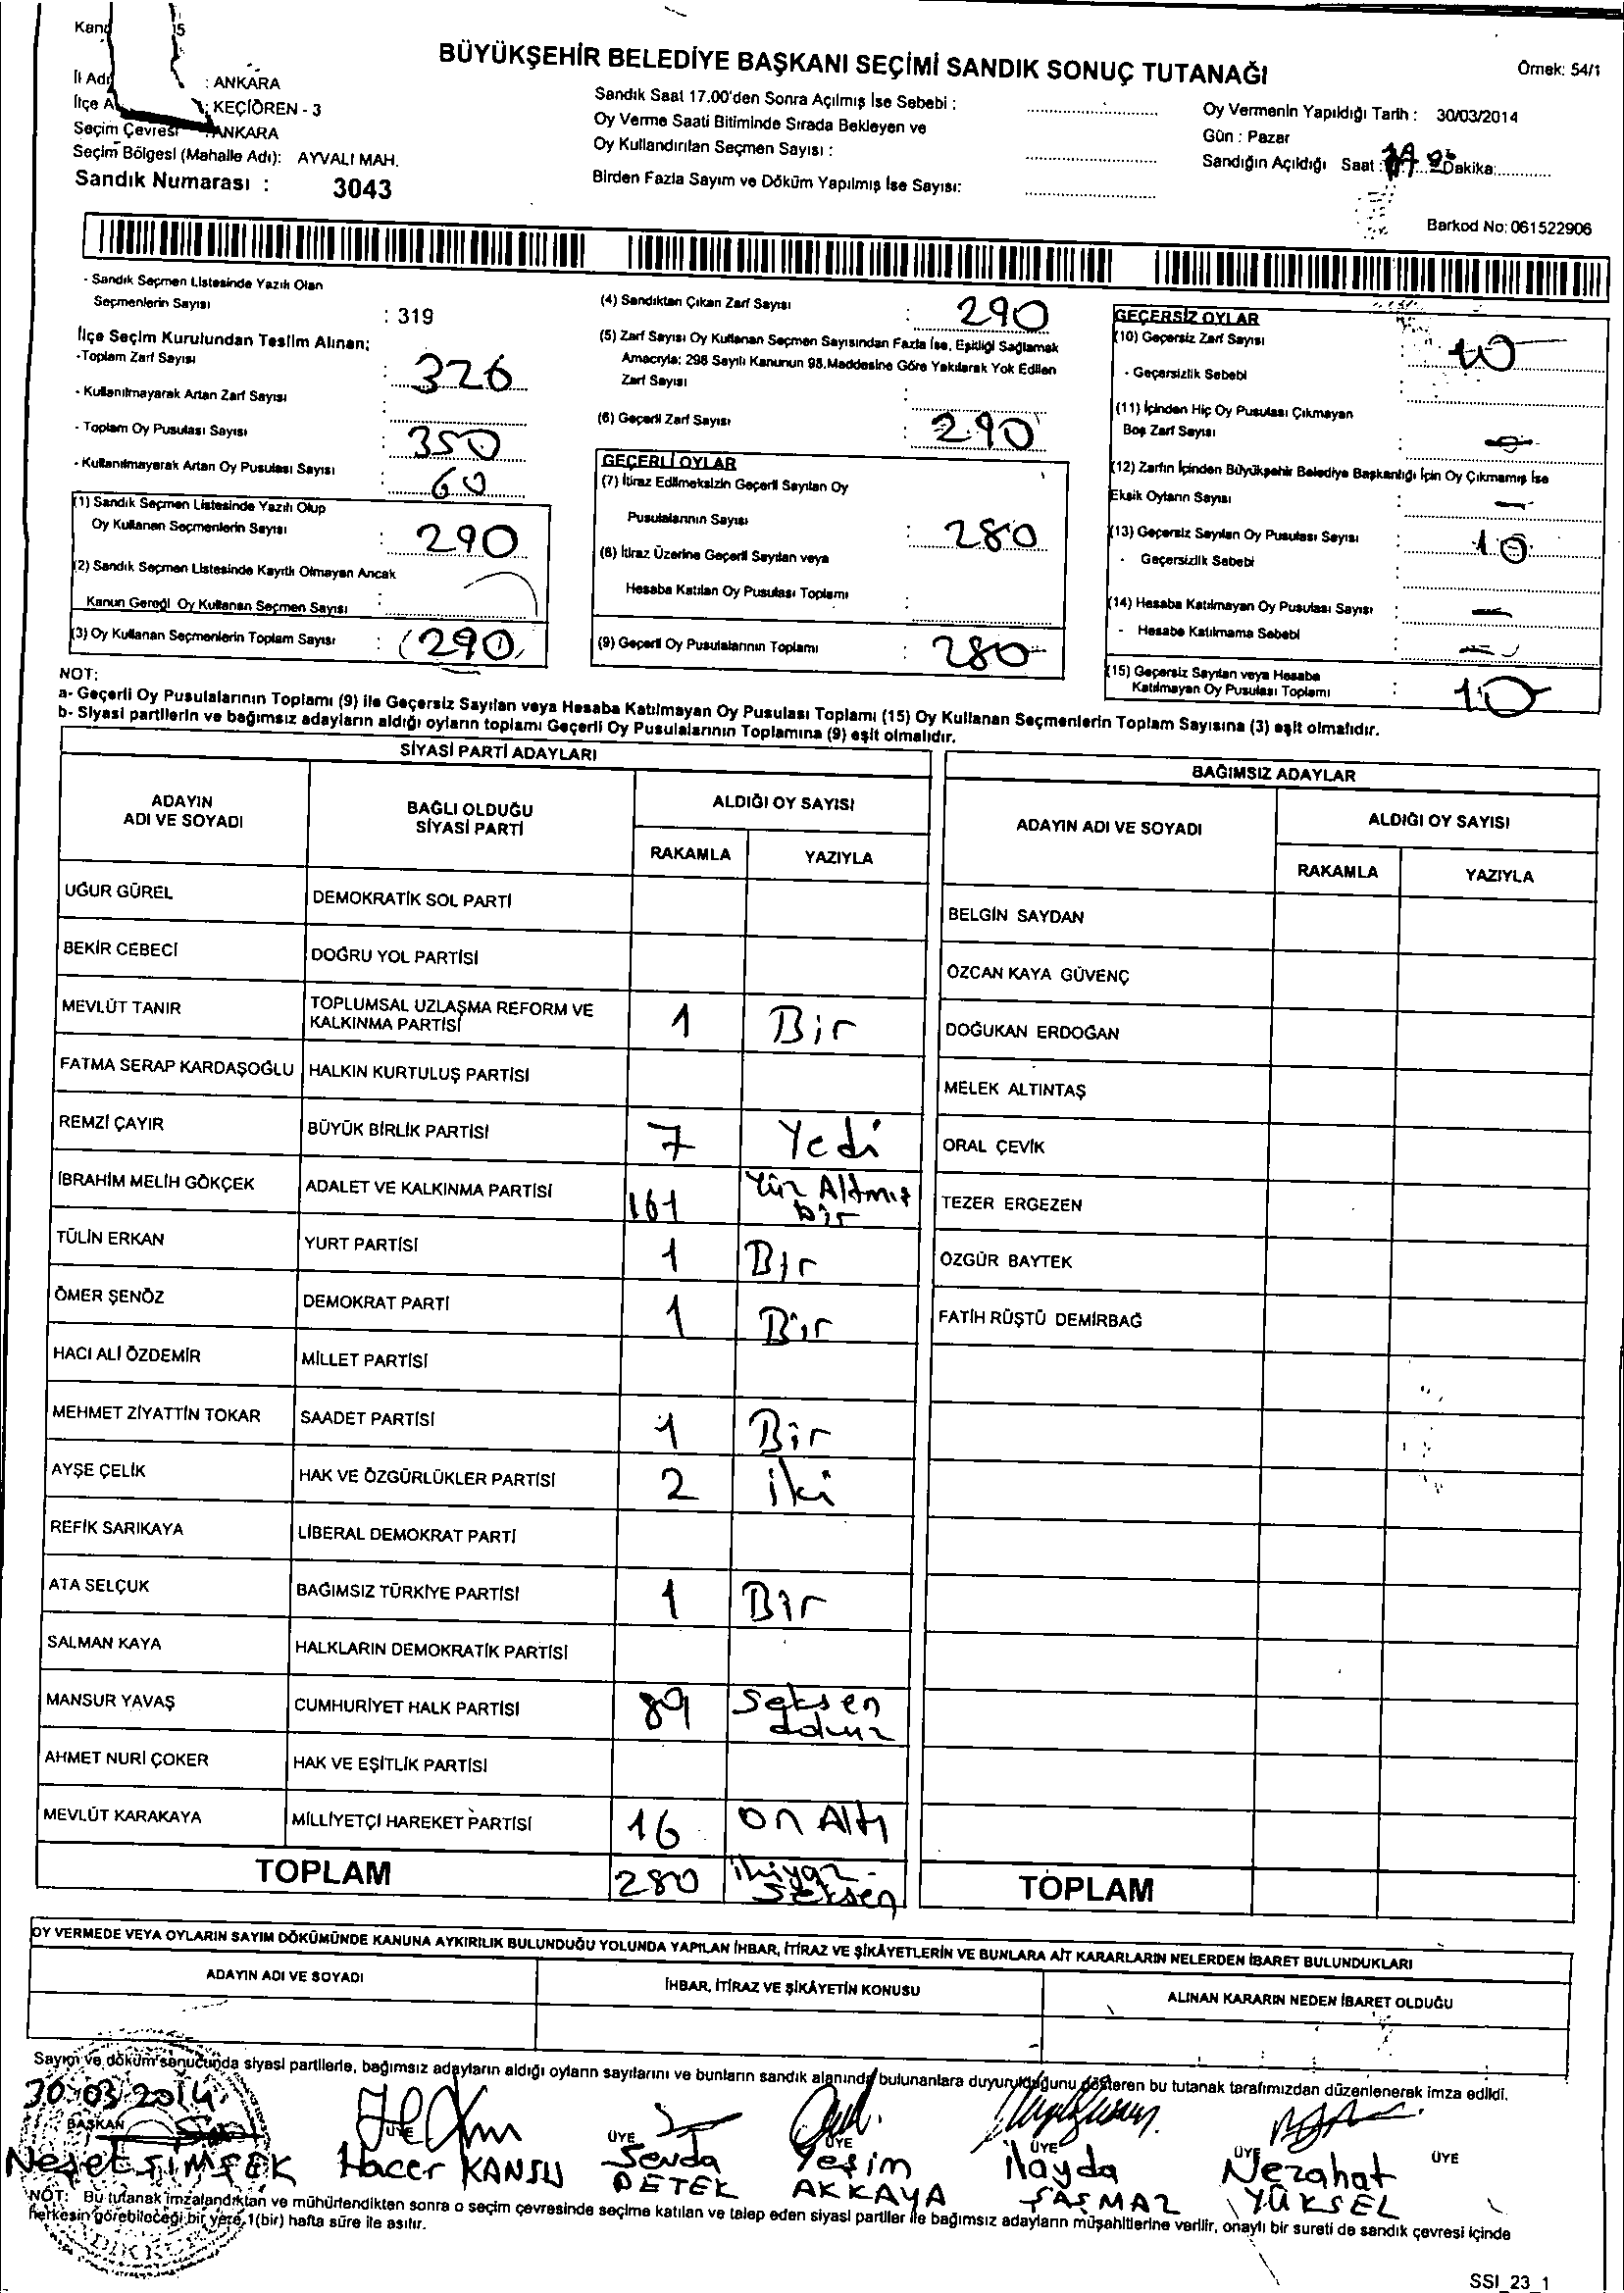 BÜYÜKŞEHİR BELEDİYE BAŞKANI SEÇİMİ SANDIK SONUÇ TUTANAĞI
Örnek: 54/1
: ANKARA
: KEÇİÖREN - 3
Seçim Çevresi : ANKARA
Seçim Bölgesi (Mahalle Adı): AYVALI MAH.
Sandık Numarası : 3043
Sandık Saat 17.00'den Sonra Açılmış İse Sebebi :
Oy Verme Saati Bitiminde Sırada Bekleyen ve
Oy Kullandırılan Seçmen Sayısı :
Birden Fazla Sayım ve Döküm Yapılmış İse Sayısı:
Oy Vermenin Yapıldığı Tarih : 30/03/2014
Gün : Pazar
Sandığın Açıldığı Saat : Dakika:
Barkod No: 061522906
- Sandık Seçmen Listesinde Yazılı Olan
Seçmenlerin Sayısı : 319
İlçe Seçim Kurulundan Teslim Alınan:
-Toplam Zarf Sayısı : 326
- Kullanılmayarak Artan Zarf Sayısı :
- Toplam Oy Pusulası Sayısı : 350
- Kullanılmayarak Artan Oy Pusulası Sayısı : 60
(1) Sandık Seçmen Listesinde Yazılı Olup
Oy Kullanan Seçmenlerin Sayısı : 290
(2) Sandık Seçmen Listesinde Kayıtlı Olmayan Ancak
Kanun Gereği Oy Kullanan Seçmen Sayısı :
(3) Oy Kullanan Seçmenlerin Toplam Sayısı : 290
(4) Sandıktan Çıkan Zarf Sayısı : 290
(5) Zarf Sayısı Oy Kullanan Seçmen Sayısından Fazla İse, Eşitliği Sağlamak
Amacıyla; 298 Sayılı Kanunun 98.Maddesine Göre Yakılarak Yok Edilen
Zarf Sayısı :
(6) Geçerli Zarf Sayısı : 290
GEÇERLİ OYLAR
(7) İtiraz Edilmeksizin Geçerli Sayılan Oy
Pusulalarının Sayısı : 280
(8) İtiraz Üzerine Geçerli Sayılan veya
Hesaba Katılan Oy Pusulası Toplamı :
(9) Geçerli Oy Pusulalarının Toplamı : 280
GEÇERSİZ OYLAR
(10) Geçersiz Zarf Sayısı : 10
- Geçersizlik Sebebi :
(11) İçinden Hiç Oy Pusulası Çıkmayan
Boş Zarf Sayısı :
(12) Zarfın İçinden Büyükşehir Belediye Başkanlığı İçin Oy Çıkmamış İse
Eksik Oyların Sayısı : —
(13) Geçersiz Sayılan Oy Pusulası Sayısı : 10
- Geçersizlik Sebebi :
(14) Hesaba Katılmayan Oy Pusulası Sayısı : —
- Hesaba Katılmama Sebebi :
(15) Geçersiz Sayılan veya Hesaba
Katılmayan Oy Pusulası Toplamı : 10
NOT:
a- Geçerli Oy Pusulalarının Toplamı (9) ile Geçersiz Sayılan veya Hesaba Katılmayan Oy Pusulası Toplamı (15) Oy Kullanan Seçmenlerin Toplam Sayısına (3) eşit olmalıdır.
b- Siyasi partilerin ve bağımsız adayların aldığı oyların toplamı Geçerli Oy Pusulalarının Toplamına (9) eşit olmalıdır.
SİYASİ PARTİ ADAYLARI
ADAYIN ADI VE SOYADI
BAĞLI OLDUĞU SİYASİ PARTİ
ALDIĞI OY SAYISI
RAKAMLA YAZIYLA
UĞUR GÜREL DEMOKRATİK SOL PARTİ
BEKİR CEBECİ DOĞRU YOL PARTİSİ
MEVLÜT TANIR TOPLUMSAL UZLAŞMA REFORM VE KALKINMA PARTİSİ 1 Bir
FATMA SERAP KARDAŞOĞLU HALKIN KURTULUŞ PARTİSİ
REMZİ ÇAYIR BÜYÜK BİRLİK PARTİSİ 7 Yedi
İBRAHİM MELİH GÖKÇEK ADALET VE KALKINMA PARTİSİ 161 Yüz Altmış bir
TÜLİN ERKAN YURT PARTİSİ 1 Bir
ÖMER ŞENÖZ DEMOKRAT PARTİ 1 Bir
HACI ALİ ÖZDEMİR MİLLET PARTİSİ
MEHMET ZİYATTİN TOKAR SAADET PARTİSİ 1 Bir
AYŞE ÇELİK HAK VE ÖZGÜRLÜKLER PARTİSİ 2 iki
REFİK SARIKAYA LİBERAL DEMOKRAT PARTİ
ATA SELÇUK BAĞIMSIZ TÜRKİYE PARTİSİ 1 Bir
SALMAN KAYA HALKLARIN DEMOKRATİK PARTİSİ
MANSUR YAVAŞ CUMHURİYET HALK PARTİSİ 89 Seksen dokuz
AHMET NURİ ÇOKER HAK VE EŞİTLİK PARTİSİ
MEVLÜT KARAKAYA MİLLİYETÇİ HAREKET PARTİSİ 16 on Altı
TOPLAM 280 ikiyüz - Seksen
BAĞIMSIZ ADAYLAR
ADAYIN ADI VE SOYADI
ALDIĞI OY SAYISI
RAKAMLA YAZIYLA
BELGİN SAYDAN
ÖZCAN KAYA GÜVENÇ
DOĞUKAN ERDOĞAN
MELEK ALTINTAŞ
ORAL ÇEVİK
TEZER ERGEZEN
ÖZGÜR BAYTEK
FATİH RÜŞTÜ DEMİRBAĞ
TOPLAM
OY VERMEDE VEYA OYLARIN SAYIM DÖKÜMÜNDE KANUNA AYKIRILIK BULUNDUĞU YOLUNDA YAPILAN İHBAR, İTİRAZ VE ŞİKÂYETLERİN VE BUNLARA AİT KARARLARIN NELERDEN İBARET BULUNDUKLARI
ADAYIN ADI VE SOYADI
İHBAR, İTİRAZ VE ŞİKÂYETİN KONUSU
ALINAN KARARIN NEDEN İBARET OLDUĞU
Sayım ve döküm sonucunda siyasi partilerle, bağımsız adayların aldığı oyların sayılarını ve bunların sandık alanında bulunanlara duyurulduğunu gösteren bu tutanak tarafımızdan düzenlenerek imza edildi.
30.03.2014
BAŞKAN ÜYE ÜYE ÜYE ÜYE ÜYE ÜYE
Neşet ŞİMŞEK
Hacer KANSU
Sevda DETEK
Yeşim AKKAYA
ilayda ŞAŞMAZ
Nezahat YÜKSEL
NOT: Bu tutanak imzalandıktan ve mühürlendikten sonra o seçim çevresinde seçime katılan ve talep eden siyasi partiler ile bağımsız adayların müşahitlerine verilir, onaylı bir sureti de sandık çevresi içinde
herkesin görebileceği bir yere 1(bir) hafta süre ile asılır.
SSI_23_1